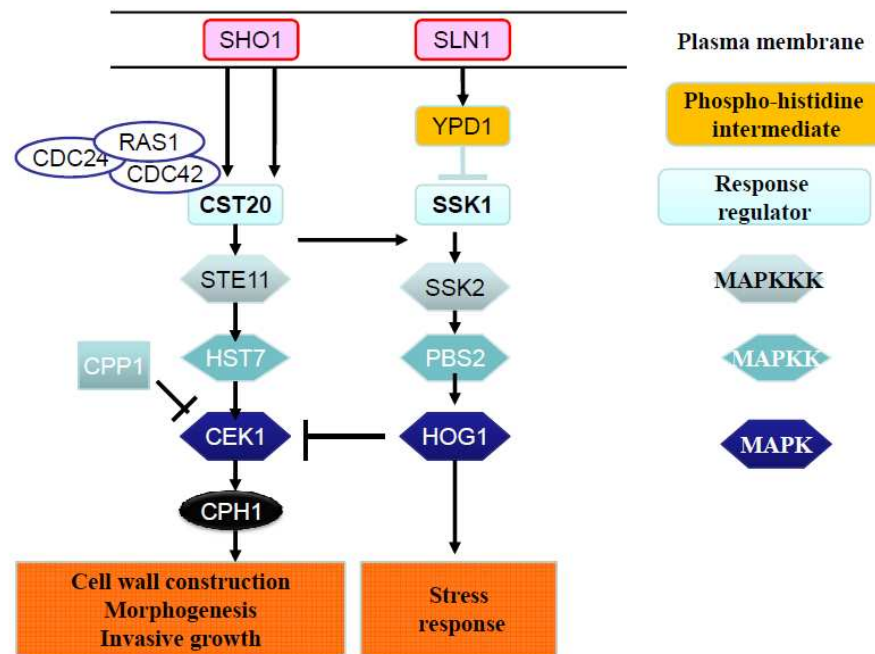 SHO1
SLN1
Plasma membrane
YPD1
Phospho-histidine
intermediate
RAS1
CDC24
CDC42
CST20
SSK1
Response
regulator
STE11
SSK2
MAPKKK
CPP1
HST7
PBS2
MAPKK
CEK1
HOG1
MAPK
CPH1
Cell wall construction
Morphogenesis
Invasive growth
Stress
response